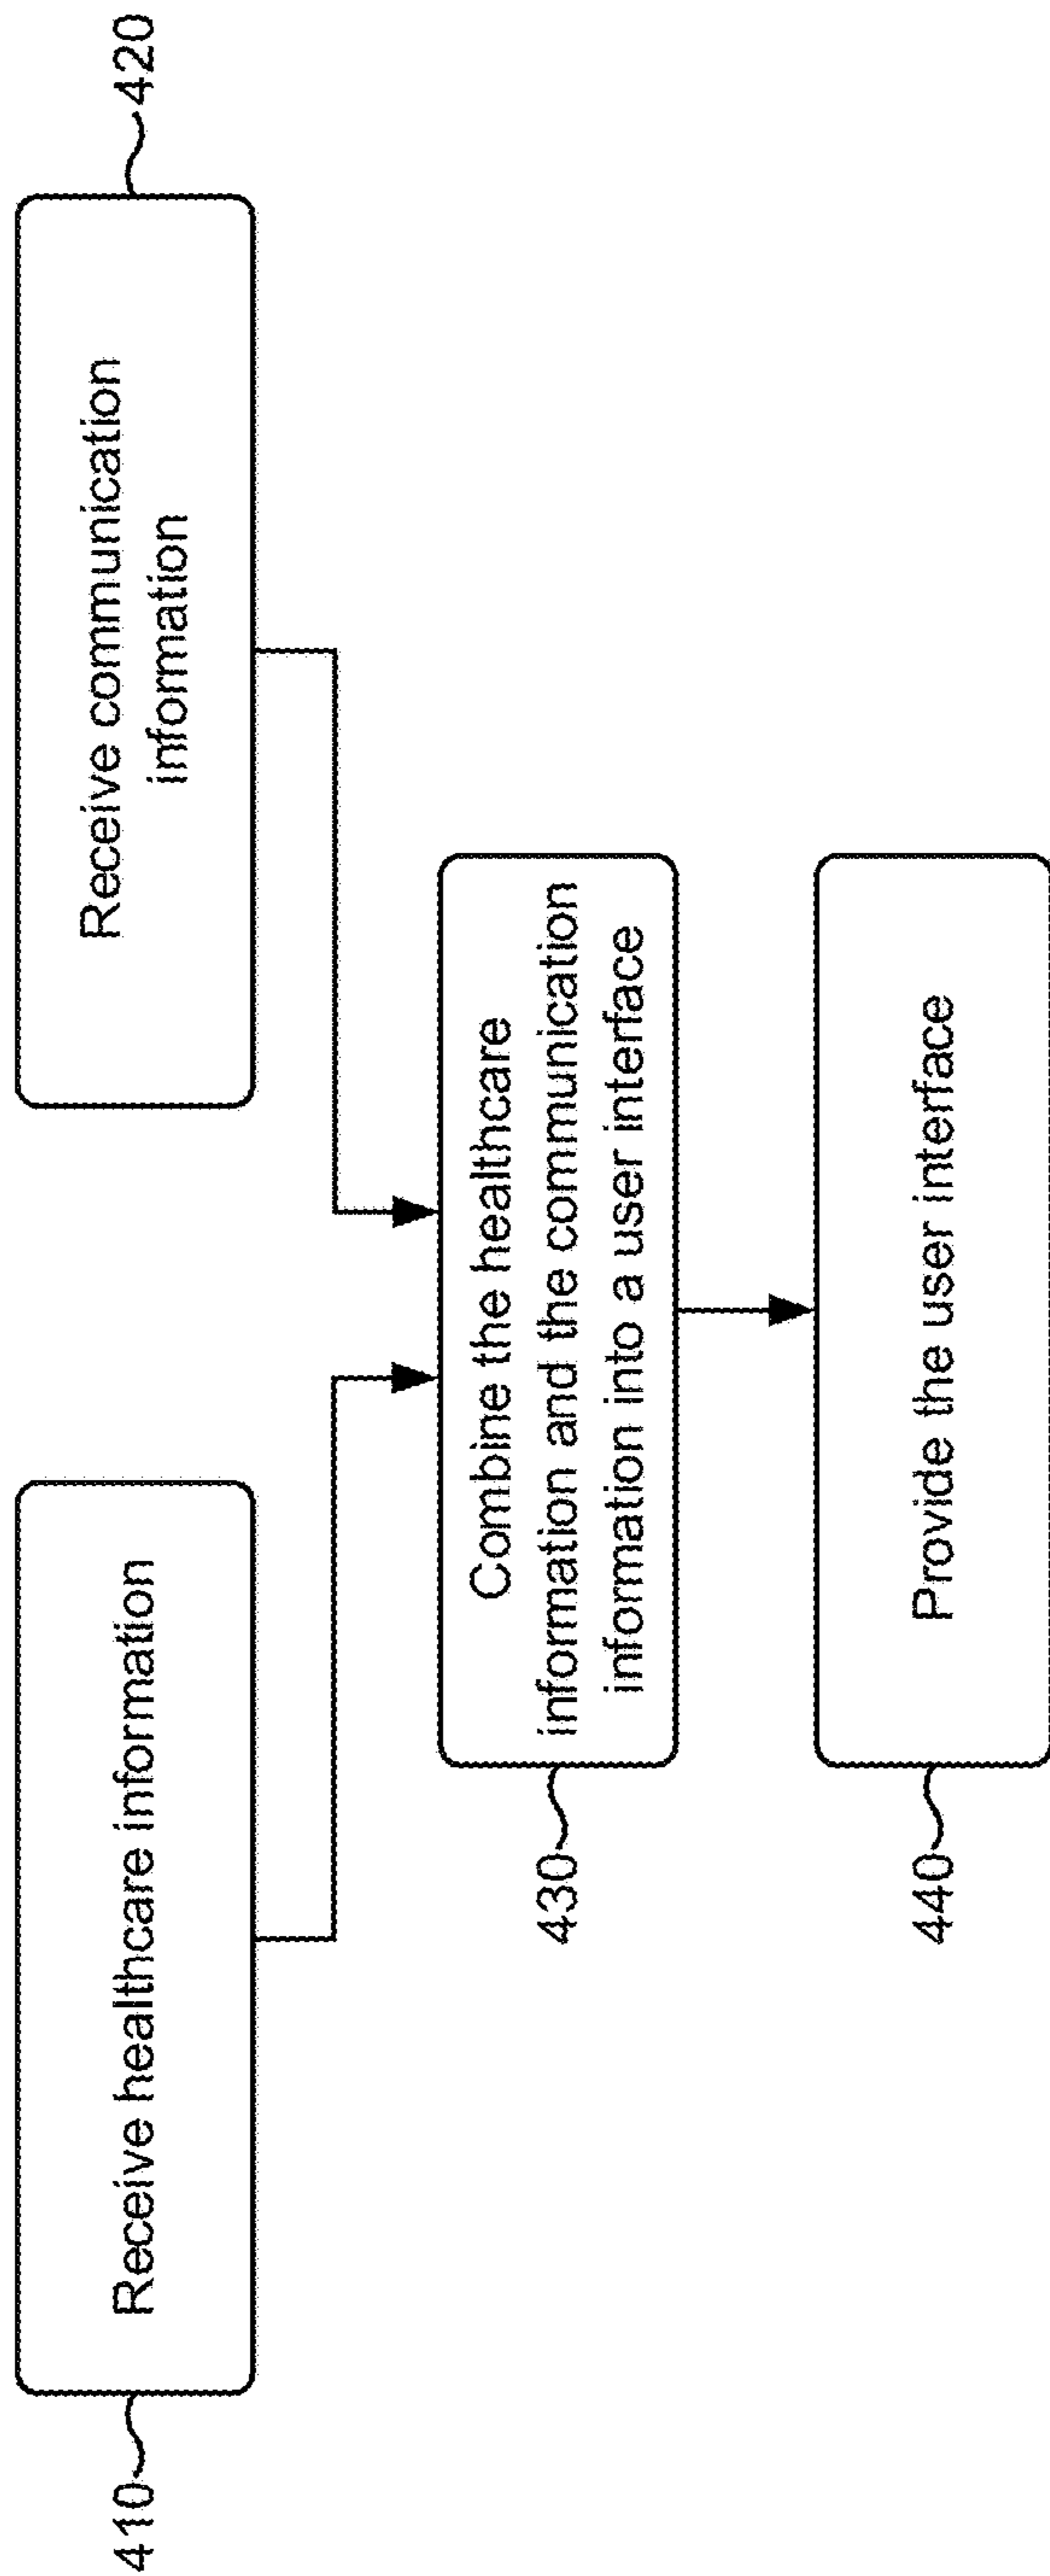 410
Receive healthcare information
Receive communication
information
420
430
Combine the healthcare
information and the communication
information into a user interface
440
Provide the user interface